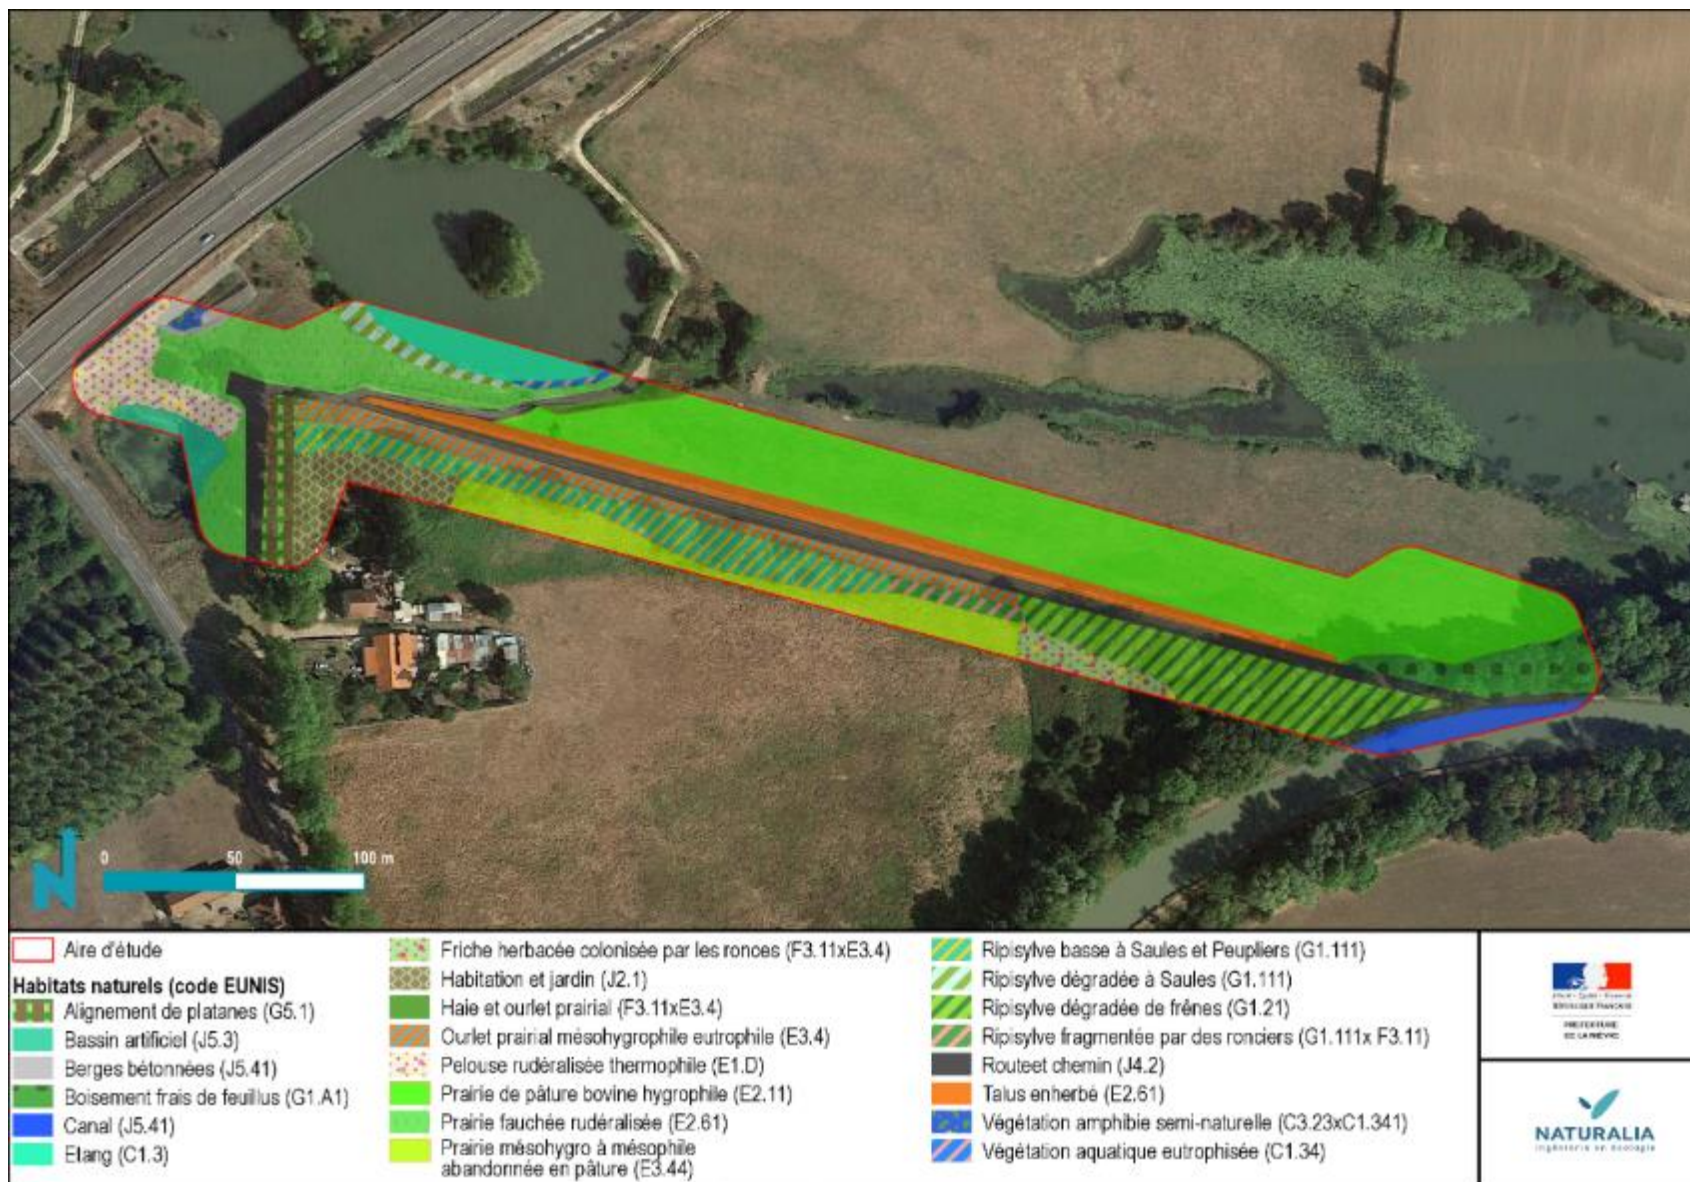 0 50 100 m
N
Aire d'étude
Habitats naturels (code EUNIS)
Alignement de platanes (G5.1)
Bassin artificiel (J5.3)
Berges bétonnées (J5.41)
Boisement frais de feuillus (G1.A1)
Canal (J5.41)
Etang (C1.3)
Friche herbacée colonisée par les ronces (F3.11xE3.4)
Habitation et jardin (J2.1)
Haie et ourlet prairial (F3.11xE3.4)
Ourlet prairial mésohygrophile eutrophile (E3.4)
Pelouse rudéralisée thermophile (E1.D)
Prairie de pâture bovine hygrophile (E2.11)
Prairie fauchée rudéralisée (E2.61)
Prairie mésohygro à mésophile
abandonnée en pâture (E3.44)
Ripisylve basse à Saules et Peupliers (G1.111)
Ripisylve dégradée à Saules (G1.111)
Ripisylve dégradée de frênes (G1.21)
Ripisylve fragmentée par des ronciers (G1.111x F3.11)
Routeet chemin (J4.2)
Talus enherbé (E2.61)
Végétation amphibie semi-naturelle (C3.23xC1.341)
Végétation aquatique eutrophisée (C1.34)
PREFECTURE
DE LA NIEVRE
NATURALIA
Ingénierie en écologie